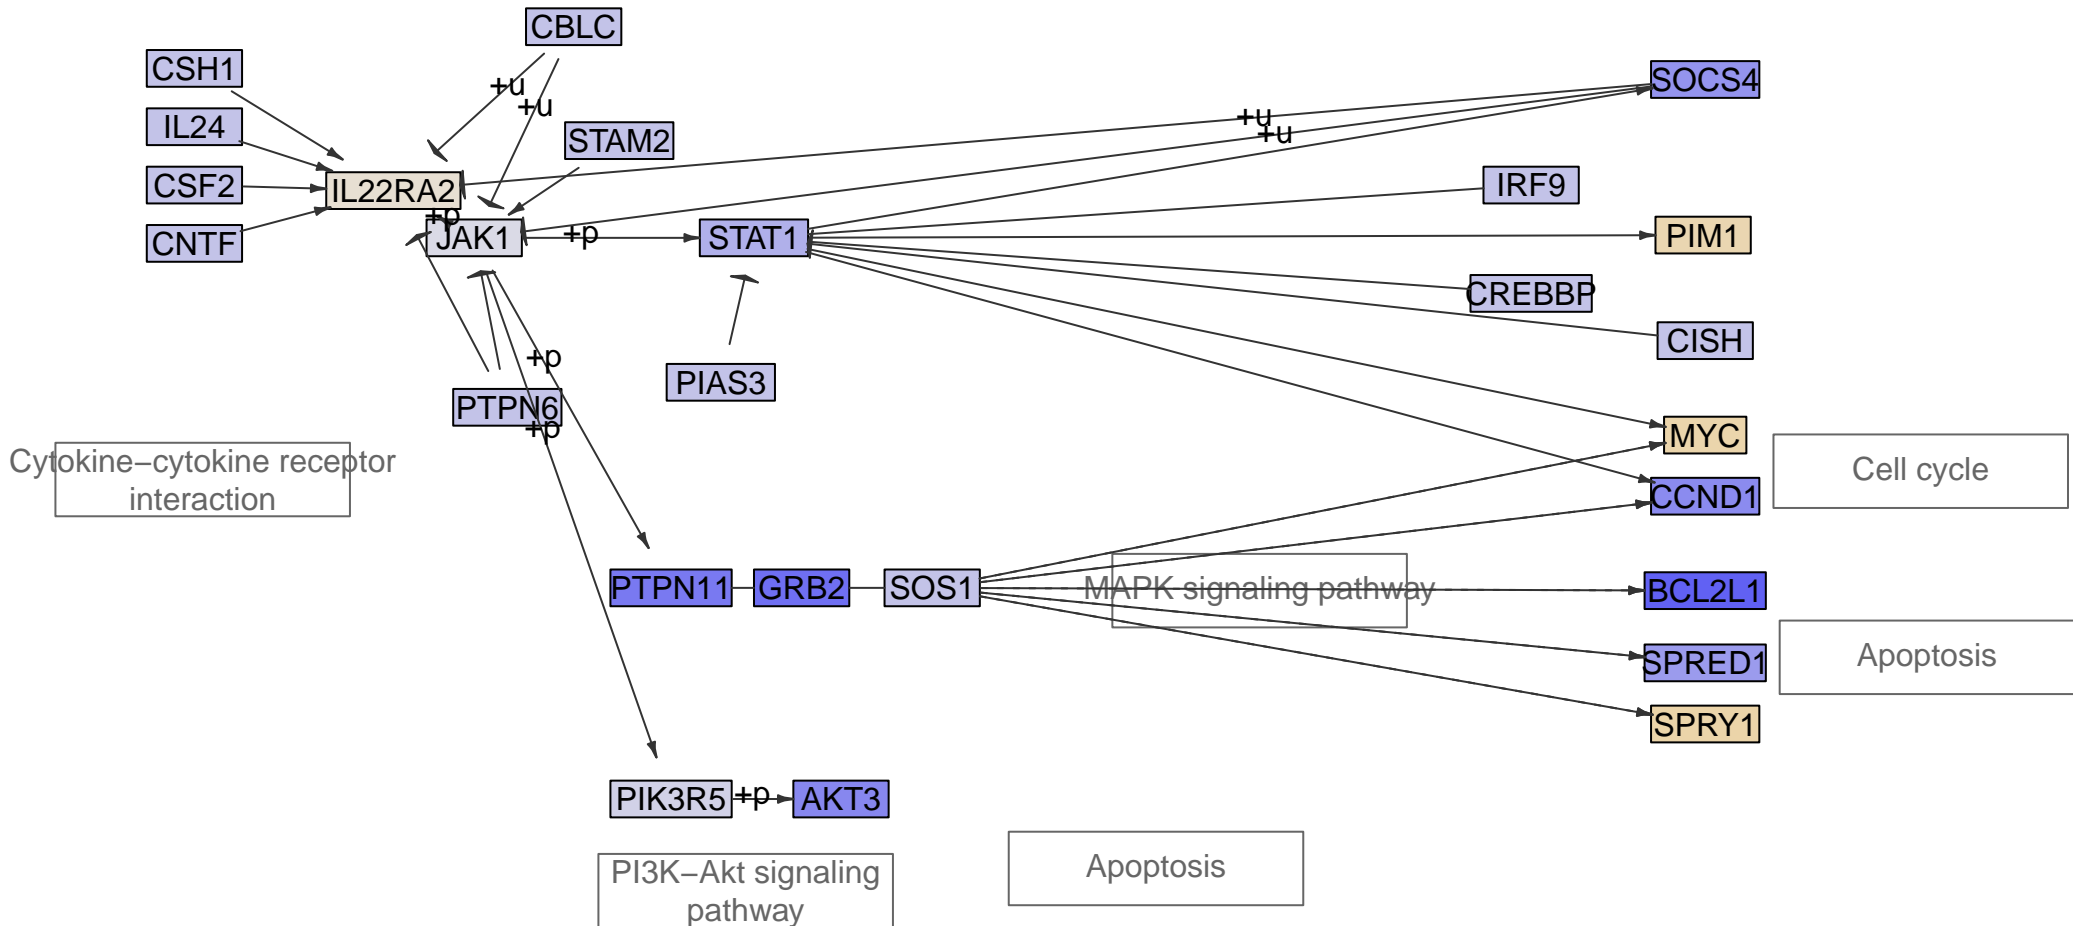 CBLC
CSH1
SOCS4
+u
+u
+u
IL24
+u
STAM2
CSF2
IL22RA2
IRF9
+p
CNTF
JAK1
+p
STAT1
PIM1
CREBBP
CISH
+p
PIAS3
PTPN6
+p
MYC
Cytokine−cytokine receptor
interaction
Cell cycle
CCND1
PTPN11
GRB2
SOS1
MAPK signaling pathway
BCL2L1
SPRED1
Apoptosis
SPRY1
PIK3R5
+p
AKT3
Apoptosis
PI3K−Akt signaling
pathway